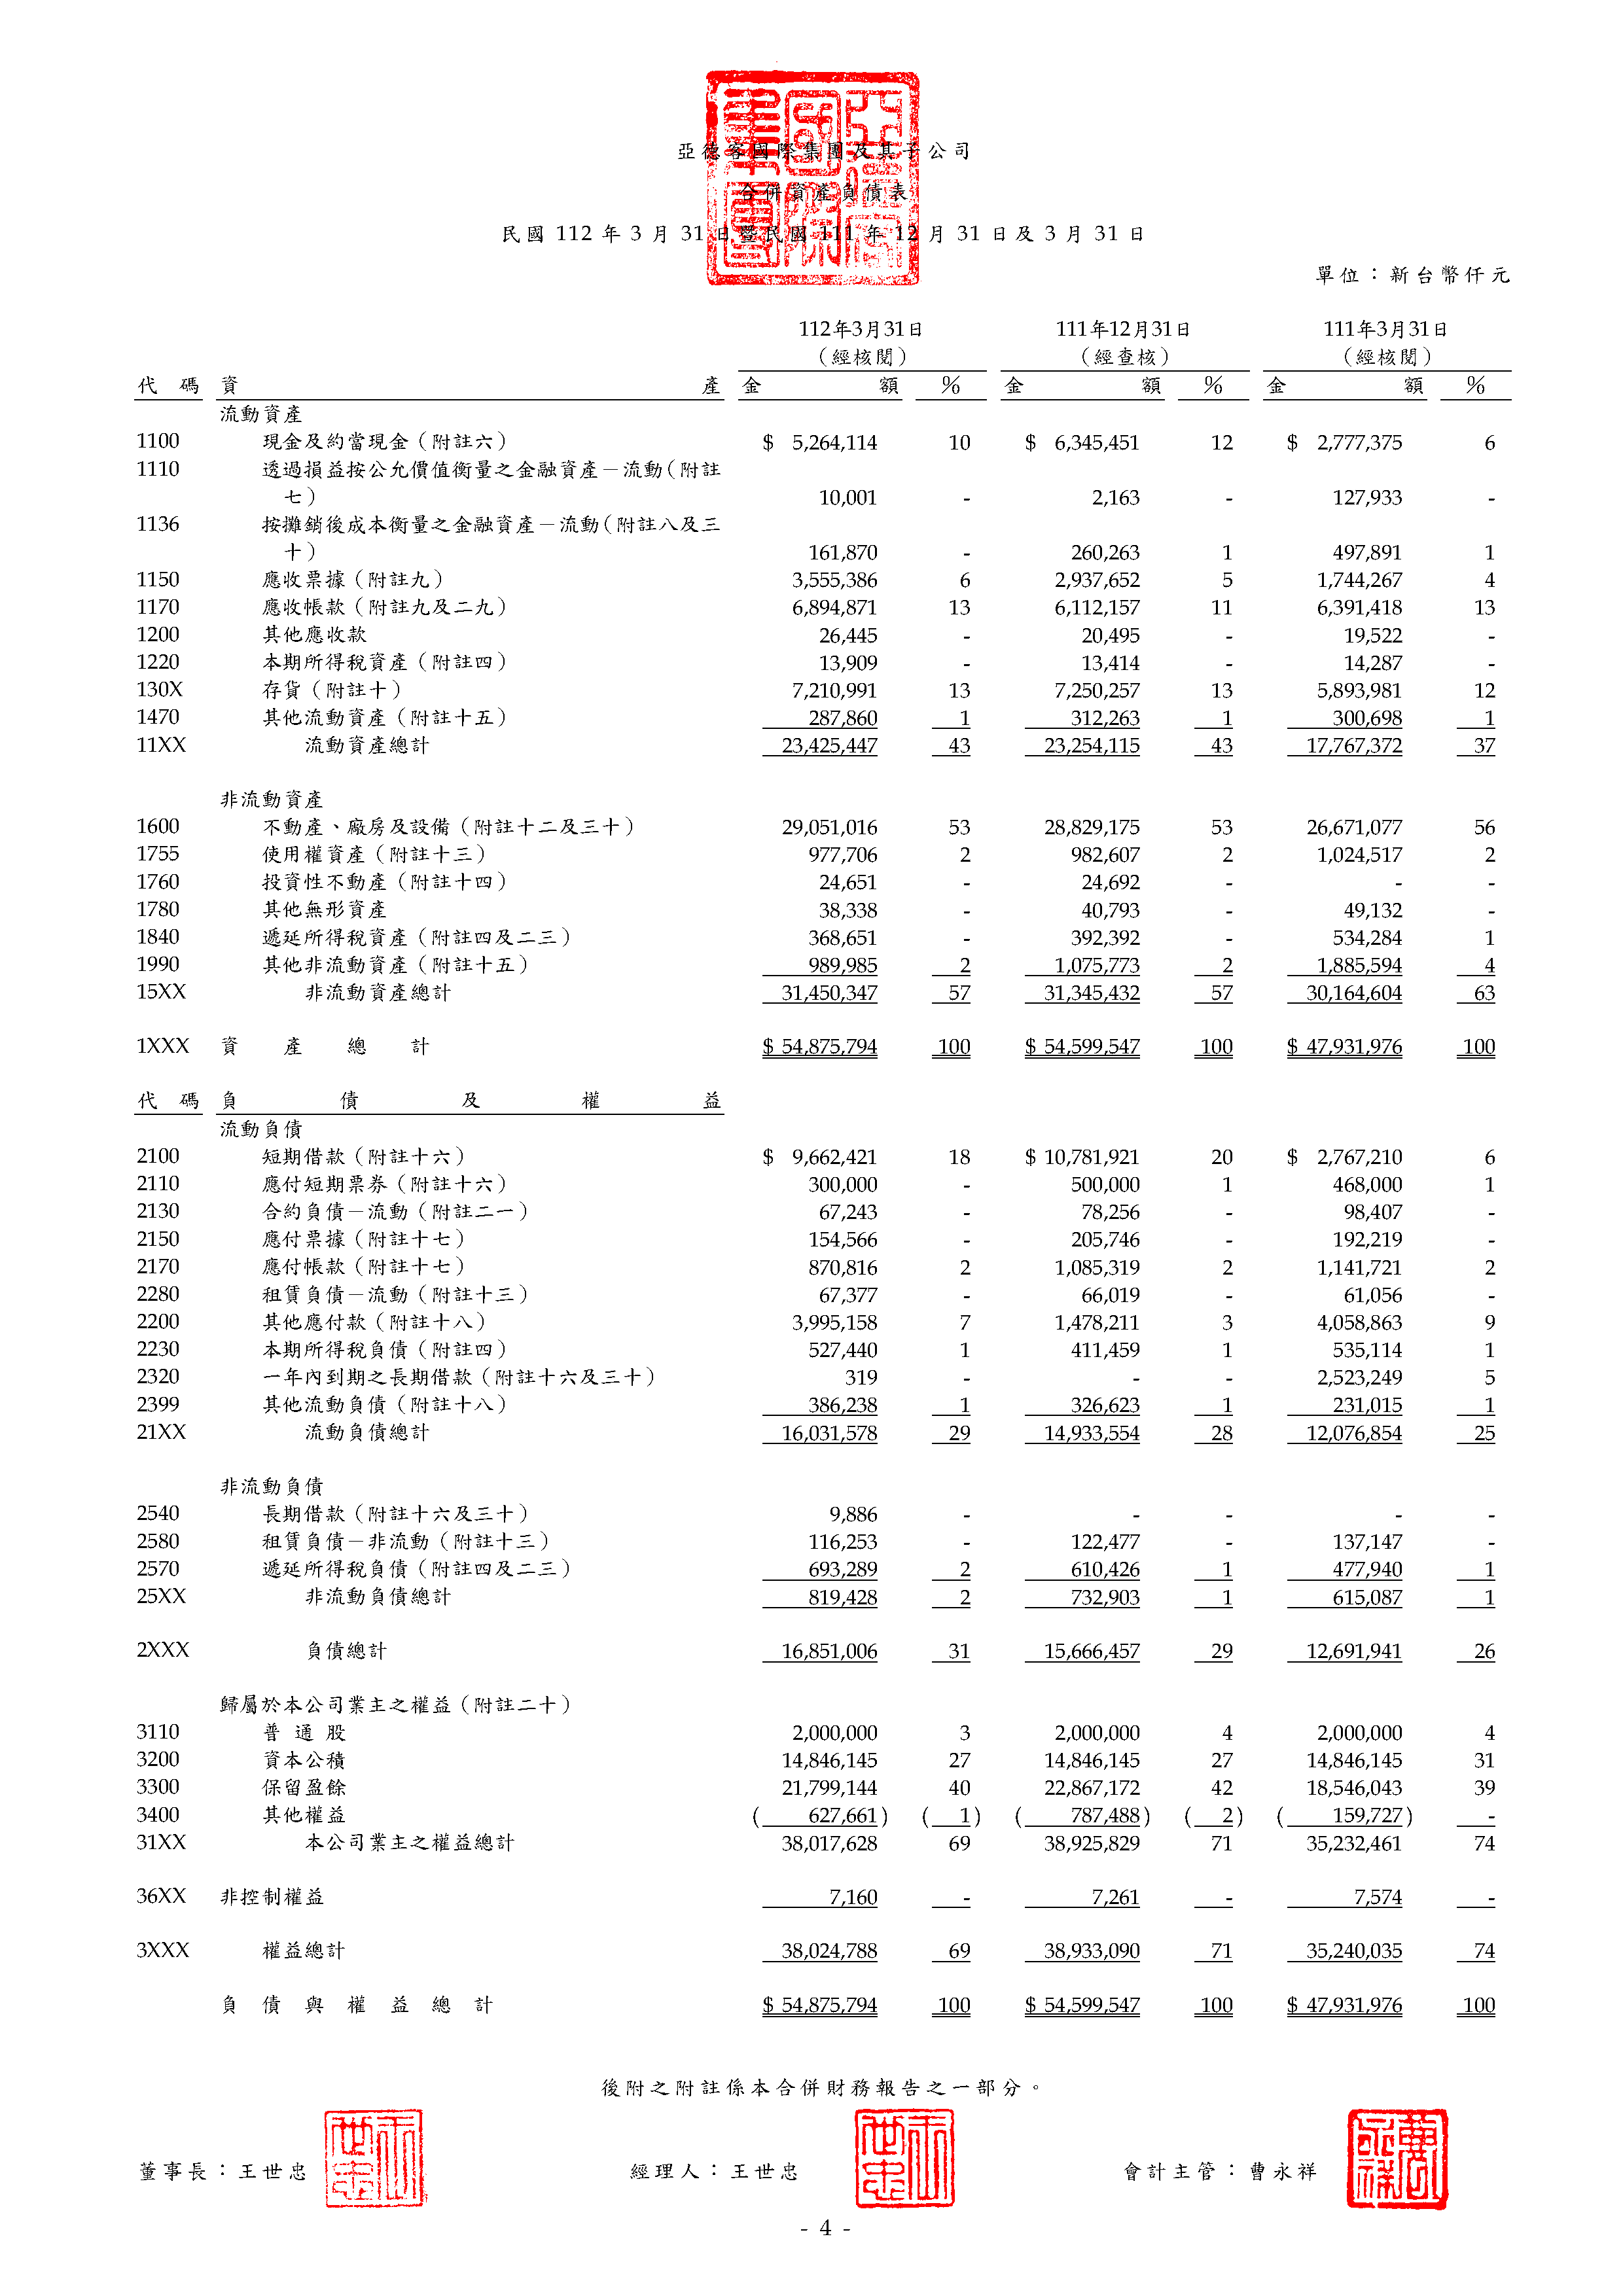 亞德客國際集團及其子公司
合併資產負債表
民國 112 年 3 月 31 日暨民國 111 年 12 月 31 日及 3 月 31 日
單位：新台幣仟元
112年3月31日 111年12月31日 111年3月31日
（經核閱） （經查核） （經核閱）
代 碼 資 產 金 額 % 金 額 % 金 額 %
流動資產
1100 現金及約當現金（附註六） $ 5,264,114 10 $ 6,345,451 12 $ 2,777,375 6
1110 透過損益按公允價值衡量之金融資產－流動（附註
七） 10,001 - 2,163 - 127,933 -
1136 按攤銷後成本衡量之金融資產－流動（附註八及三
十） 161,870 - 260,263 1 497,891 1
1150 應收票據（附註九） 3,555,386 6 2,937,652 5 1,744,267 4
1170 應收帳款（附註九及二九） 6,894,871 13 6,112,157 11 6,391,418 13
1200 其他應收款 26,445 - 20,495 - 19,522 -
1220 本期所得稅資產（附註四） 13,909 - 13,414 - 14,287 -
130X 存貨（附註十） 7,210,991 13 7,250,257 13 5,893,981 12
1470 其他流動資產（附註十五） 287,860 1 312,263 1 300,698 1
11XX 流動資產總計 23,425,447 43 23,254,115 43 17,767,372 37
非流動資產
1600 不動產、廠房及設備（附註十二及三十） 29,051,016 53 28,829,175 53 26,671,077 56
1755 使用權資產（附註十三） 977,706 2 982,607 2 1,024,517 2
1760 投資性不動產（附註十四） 24,651 - 24,692 - - -
1780 其他無形資產 38,338 - 40,793 - 49,132 -
1840 遞延所得稅資產（附註四及二三） 368,651 - 392,392 - 534,284 1
1990 其他非流動資產（附註十五） 989,985 2 1,075,773 2 1,885,594 4
15XX 非流動資產總計 31,450,347 57 31,345,432 57 30,164,604 63
1XXX 資 產 總 計 $ 54,875,794 100 $ 54,599,547 100 $ 47,931,976 100
代 碼 負 債 及 權 益
流動負債
2100 短期借款（附註十六） $ 9,662,421 18 $ 10,781,921 20 $ 2,767,210 6
2110 應付短期票券（附註十六） 300,000 - 500,000 1 468,000 1
2130 合約負債－流動（附註二一） 67,243 - 78,256 - 98,407 -
2150 應付票據（附註十七） 154,566 - 205,746 - 192,219 -
2170 應付帳款（附註十七） 870,816 2 1,085,319 2 1,141,721 2
2280 租賃負債－流動（附註十三） 67,377 - 66,019 - 61,056 -
2200 其他應付款（附註十八） 3,995,158 7 1,478,211 3 4,058,863 9
2230 本期所得稅負債（附註四） 527,440 1 411,459 1 535,114 1
2320 一年內到期之長期借款（附註十六及三十） 319 - - - 2,523,249 5
2399 其他流動負債（附註十八） 386,238 1 326,623 1 231,015 1
21XX 流動負債總計 16,031,578 29 14,933,554 28 12,076,854 25
非流動負債
2540 長期借款（附註十六及三十） 9,886 - - - - -
2580 租賃負債－非流動（附註十三） 116,253 - 122,477 - 137,147 -
2570 遞延所得稅負債（附註四及二三） 693,289 2 610,426 1 477,940 1
25XX 非流動負債總計 819,428 2 732,903 1 615,087 1
2XXX 負債總計 16,851,006 31 15,666,457 29 12,691,941 26
歸屬於本公司業主之權益（附註二十）
3110 普 通 股 2,000,000 3 2,000,000 4 2,000,000 4
3200 資本公積 14,846,145 27 14,846,145 27 14,846,145 31
3300 保留盈餘 21,799,144 40 22,867,172 42 18,546,043 39
3400 其他權益 ( 627,661) ( 1) ( 787,488) ( 2) ( 159,727) -
31XX 本公司業主之權益總計 38,017,628 69 38,925,829 71 35,232,461 74
36XX 非控制權益 7,160 - 7,261 - 7,574 -
3XXX 權益總計 38,024,788 69 38,933,090 71 35,240,035 74
負 債 與 權 益 總 計 $ 54,875,794 100 $ 54,599,547 100 $ 47,931,976 100
後附之附註係本合併財務報告之一部分。
董事長：王世忠 經理人：王世忠 會計主管：曹永祥
- 4 -